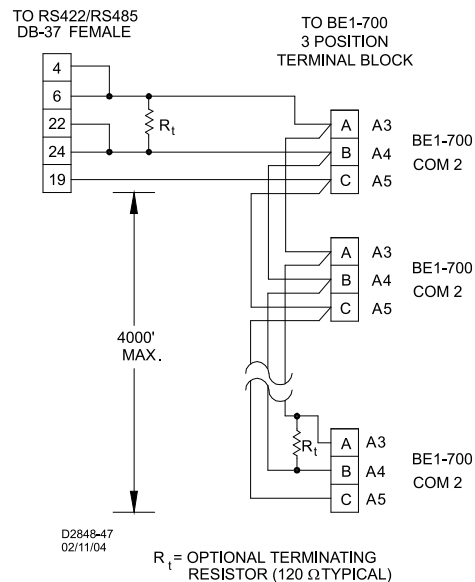 TO RS422/RS485
DB-37 FEMALE
TO BE1-700
3 POSITION
TERMINAL BLOCK
4
6
22
24
19
Rt
A A3
B A4
C A5
BE1-700
COM 2
A A3
B A4
C A5
BE1-700
COM 2
4000'
MAX.
Rt
A A3
B A4
C A5
BE1-700
COM 2
D2848-47
02/11/04
Rt = OPTIONAL TERMINATING
RESISTOR (120 Ω TYPICAL)